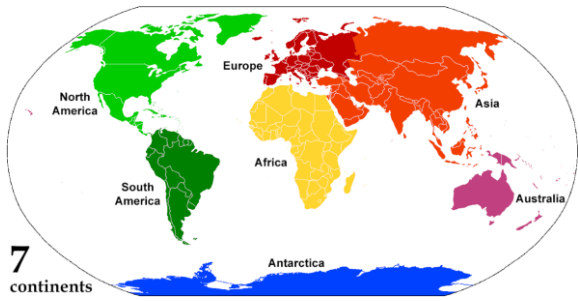 Europe
North
America
Asia
Africa
South
America
Australia
7
continents
Antarctica